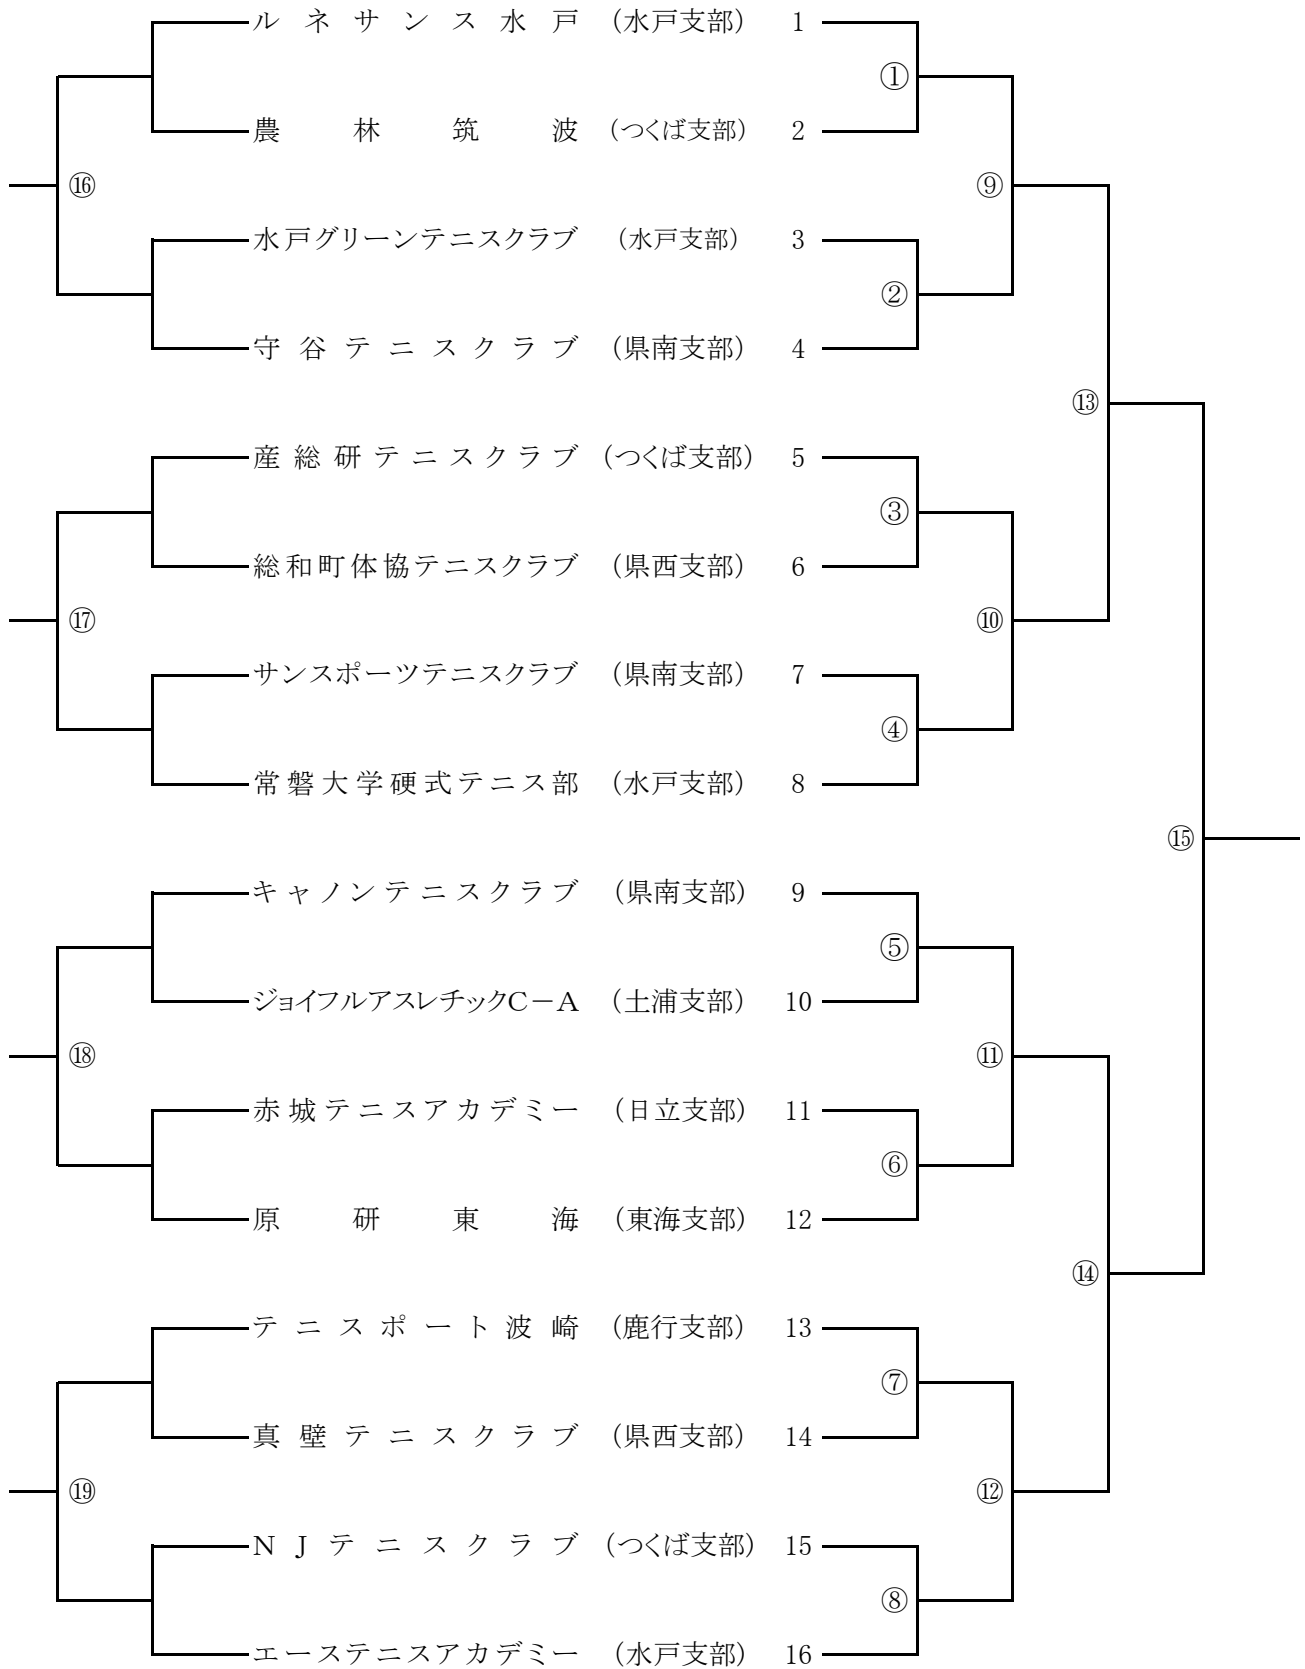 ルネサンス水戸 (水戸支部) 1
①
農林筑波 (つくば支部) 2
⑯ ⑨
水戸グリーンテニスクラブ (水戸支部) 3
②
守谷テニスクラブ (県南支部) 4
⑬
産総研テニスクラブ (つくば支部) 5
③
総和町体協テニスクラブ (県西支部) 6
⑰ ⑩
サンスポーツテニスクラブ (県南支部) 7
④
常磐大学硬式テニス部 (水戸支部) 8
⑮
キャノンテニスクラブ (県南支部) 9
⑤
ジョイフルアスレチックC-A (土浦支部) 10
⑱ ⑪
赤城テニスアカデミー (日立支部) 11
⑥
原研東海 (東海支部) 12
⑭
テニスポート波崎 (鹿行支部) 13
⑦
真壁テニスクラブ (県西支部) 14
⑲ ⑫
NJテニスクラブ (つくば支部) 15
⑧
エーステニスアカデミー (水戸支部) 16